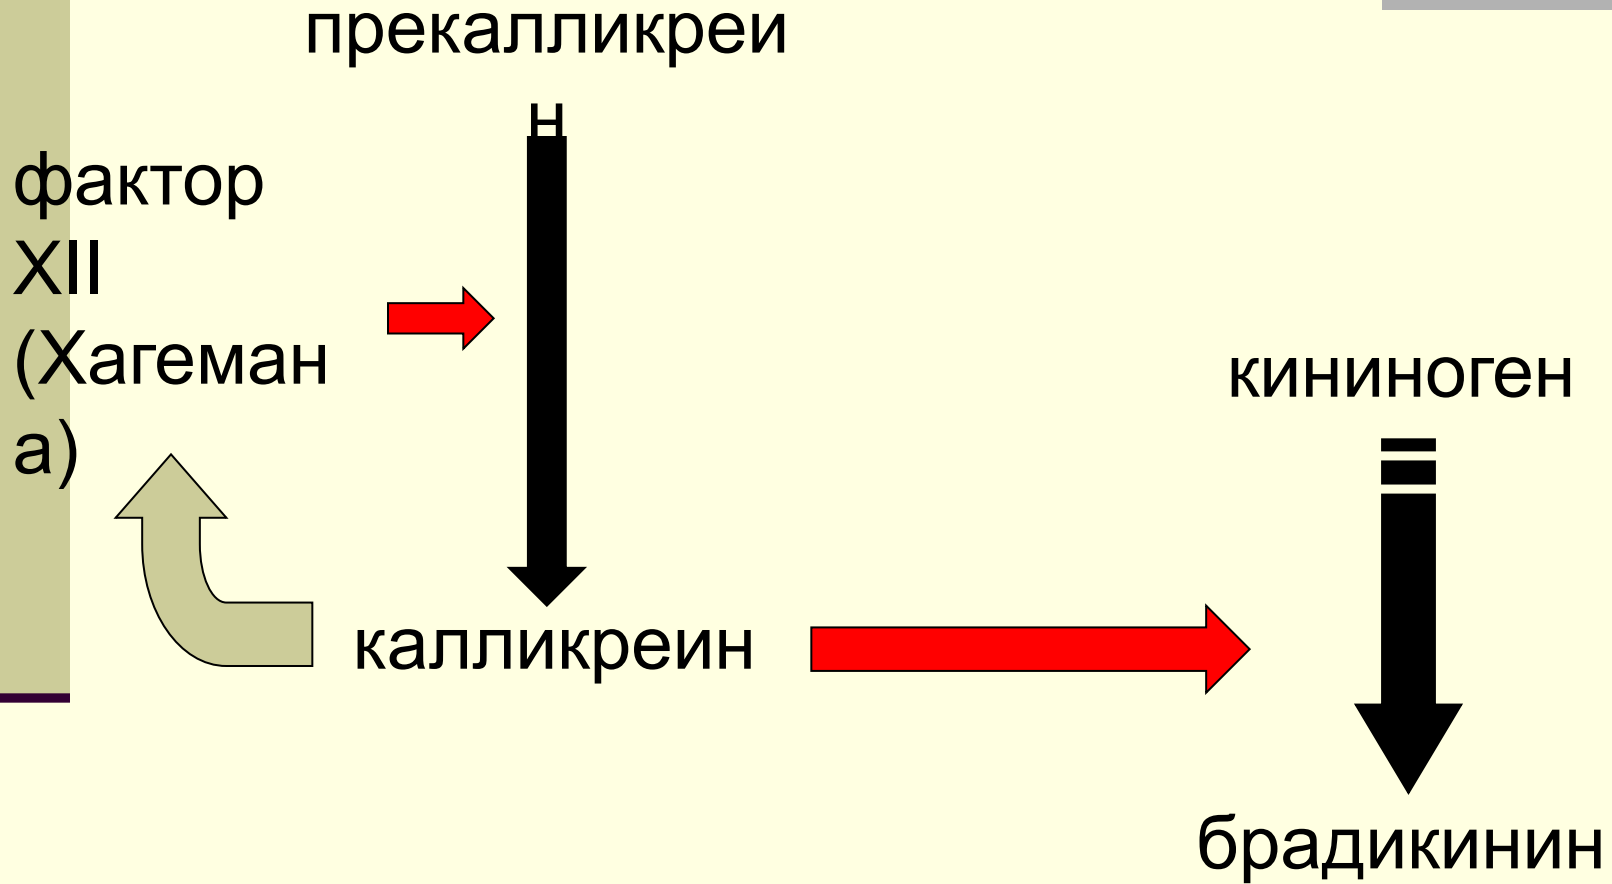 прекалликреи
н
фактор
XII
(Хагеман
а)
кининоген
калликреин
брадикинин